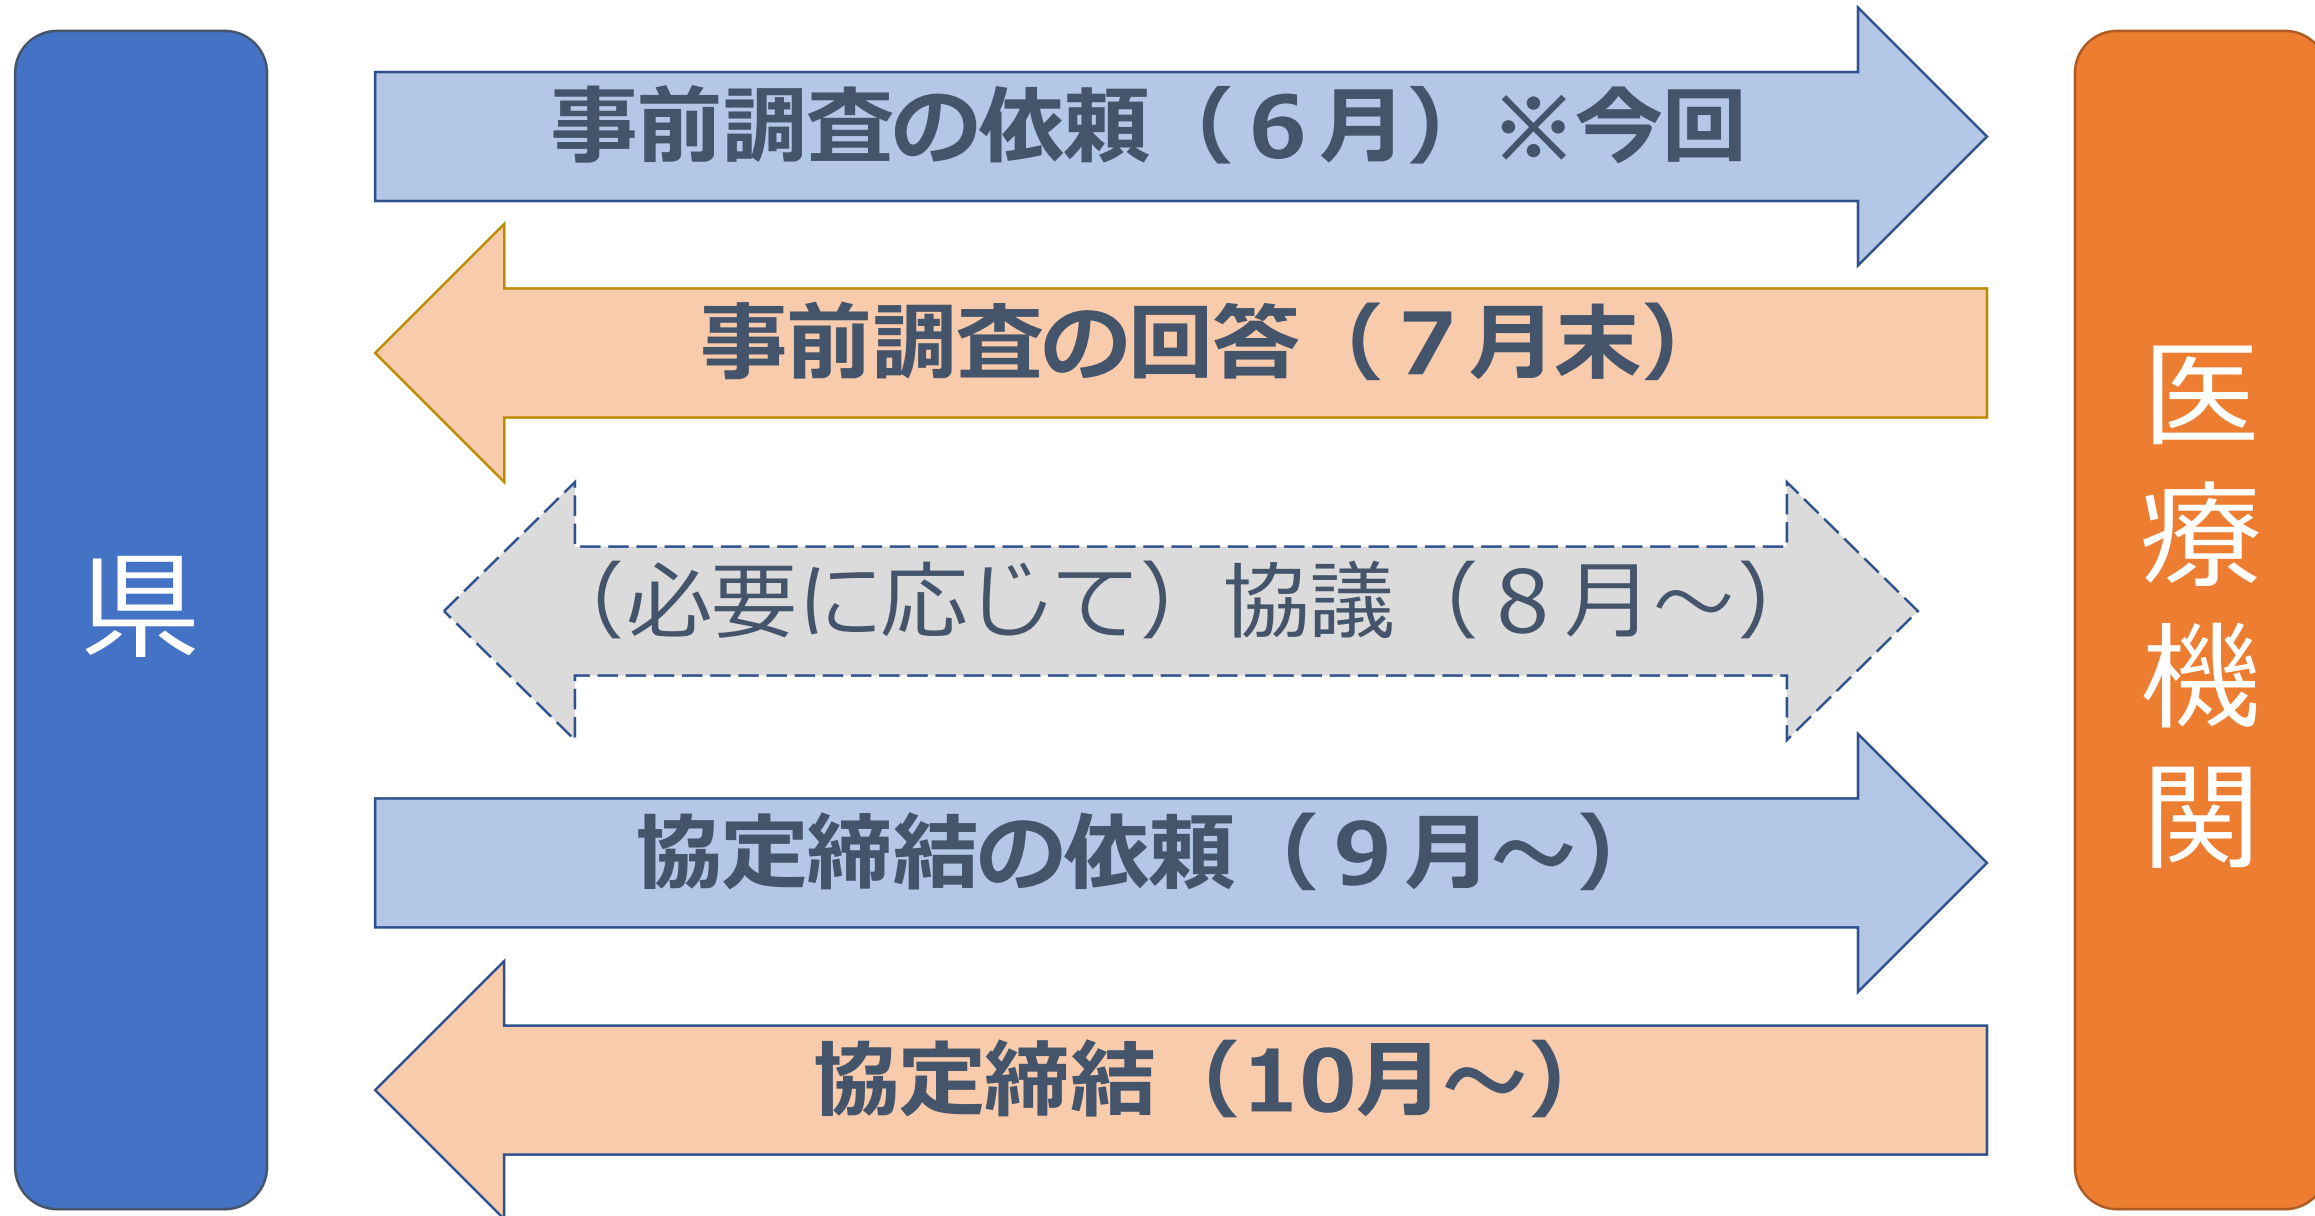 県
事前調査の依頼（６月）※今回
事前調査の回答（７月末）
（必要に応じて）協議（８月～）
協定締結の依頼（９月～）
協定締結（10月～）
医療機関